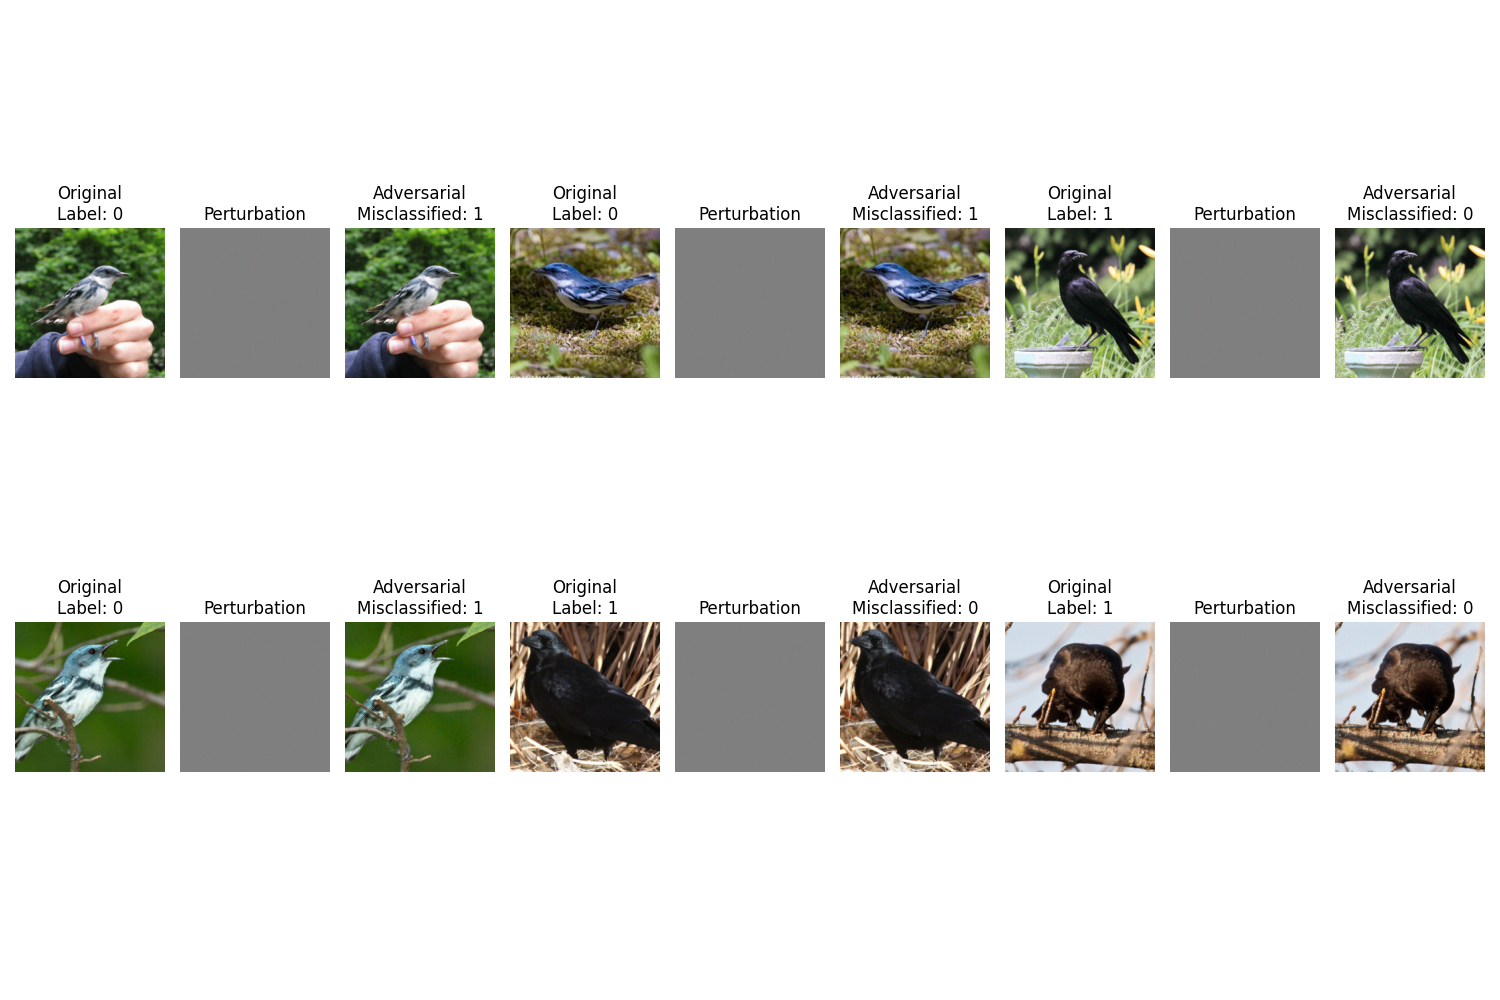 Original
Label: 0
Perturbation
Adversarial
Misclassified: 1
Original
Label: 0
Perturbation
Adversarial
Misclassified: 1
Original
Label: 1
Perturbation
Adversarial
Misclassified: 0
Original
Label: 0
Perturbation
Adversarial
Misclassified: 1
Original
Label: 1
Perturbation
Adversarial
Misclassified: 0
Original
Label: 1
Perturbation
Adversarial
Misclassified: 0